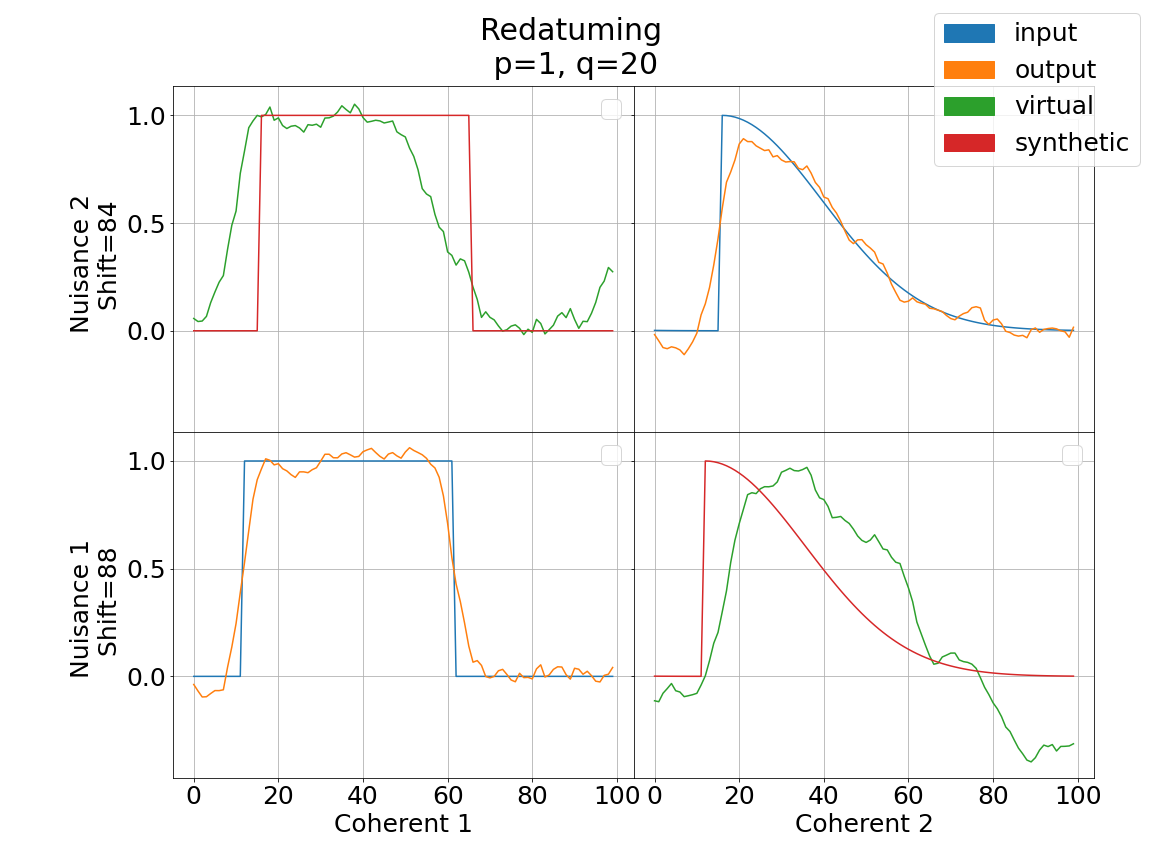 Redatuming
p=1, q=20
input
output
virtual
synthetic
Nuisance 2
Shift=84
1.0
0.5
0.0
Nuisance 1
Shift=88
1.0
0.5
0.0
0 20 40 60 80 100
0 20 40 60 80 100
Coherent 1
Coherent 2